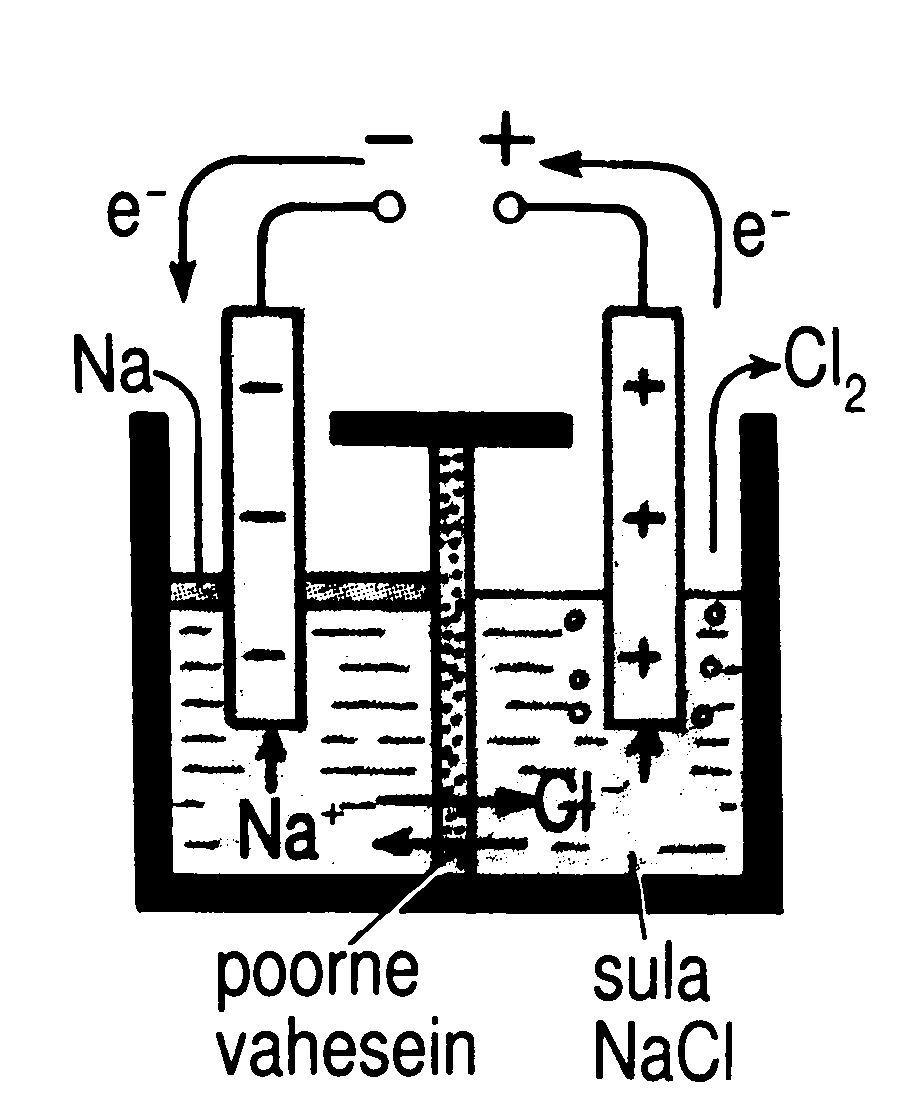 − +
e⁻
e⁻
Na
Cl₂
−
−
−
+
+
+
Na⁺
Cl⁻
poorne
vahesein
sula
NaCl